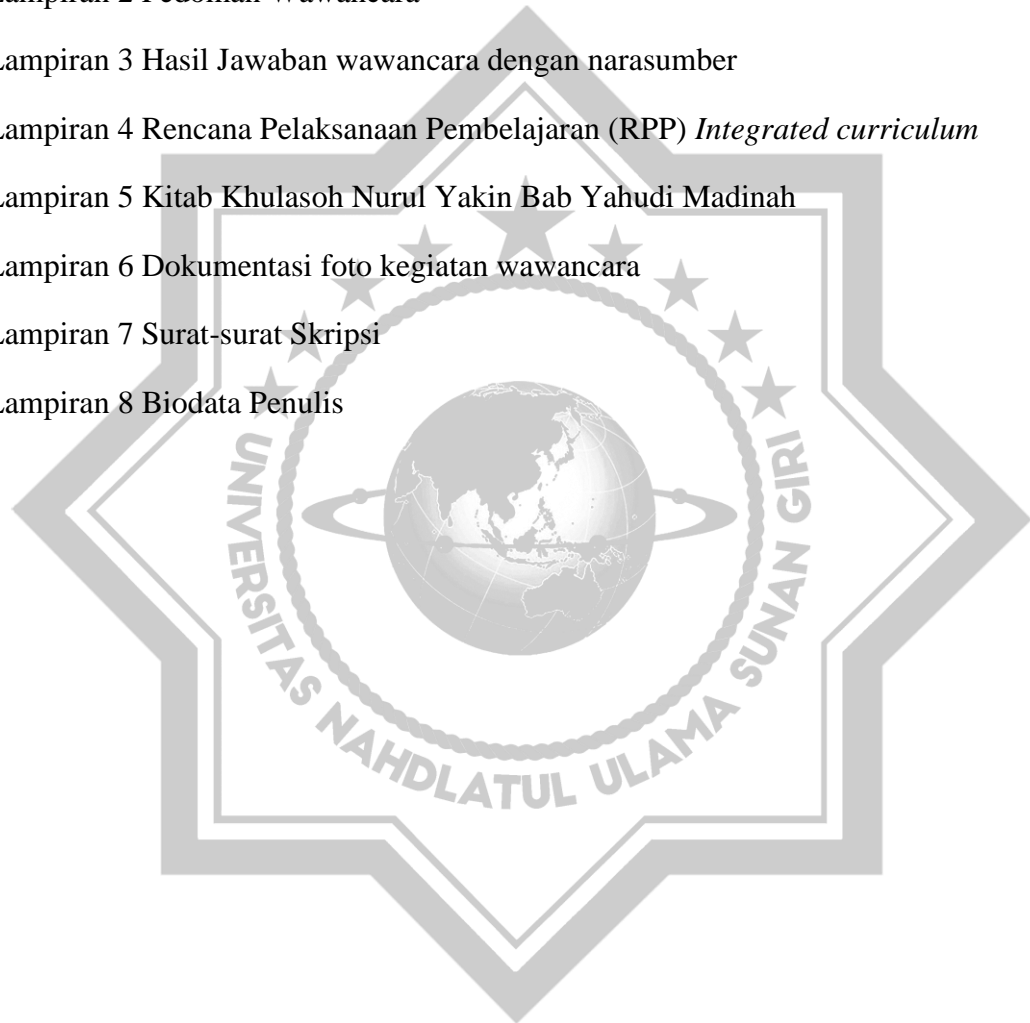 Lampiran 2 Pedoman Wawancara
Lampiran 3 Hasil Jawaban wawancara dengan narasumber
Lampiran 4 Rencana Pelaksanaan Pembelajaran (RPP) Integrated curriculum
Lampiran 5 Kitab Khulasoh Nurul Yakin Bab Yahudi Madinah
Lampiran 6 Dokumentasi foto kegiatan wawancara
Lampiran 7 Surat-surat Skripsi
Lampiran 8 Biodata Penulis
UNIVERSITAS NAHDLATUL ULAMA SUNAN GIRI